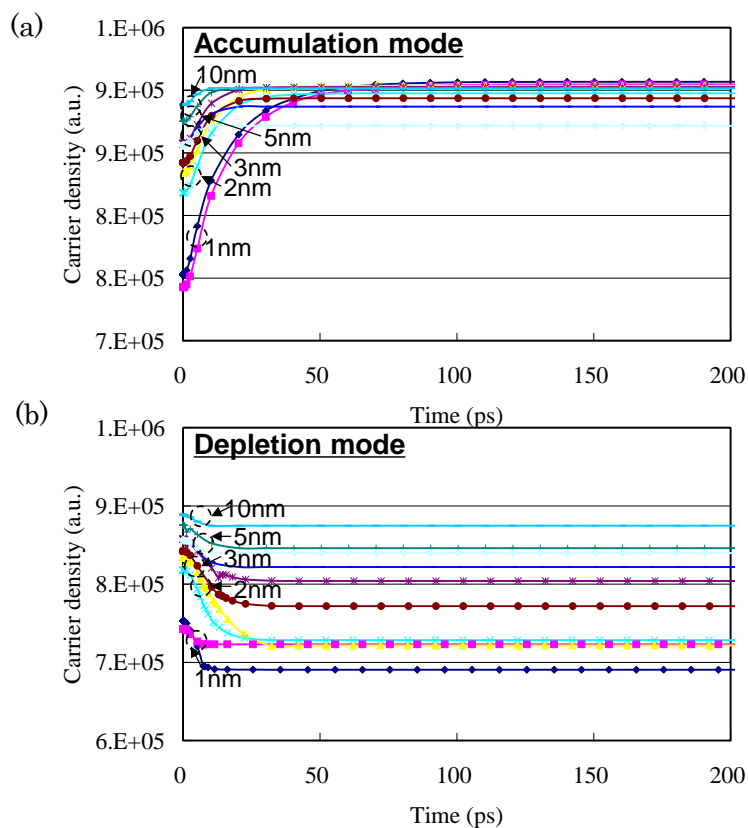 (a)
Accumulation mode
Carrier density (a.u.)
1.E+06
9.E+05
9.E+05
8.E+05
8.E+05
7.E+05
10nm
5nm
3nm
2nm
1nm
0
50
100
150
200
Time (ps)
(b)
Depletion mode
Carrier density (a.u.)
1.E+06
9.E+05
8.E+05
7.E+05
6.E+05
10nm
5nm
3nm
2nm
1nm
0
50
100
150
200
Time (ps)